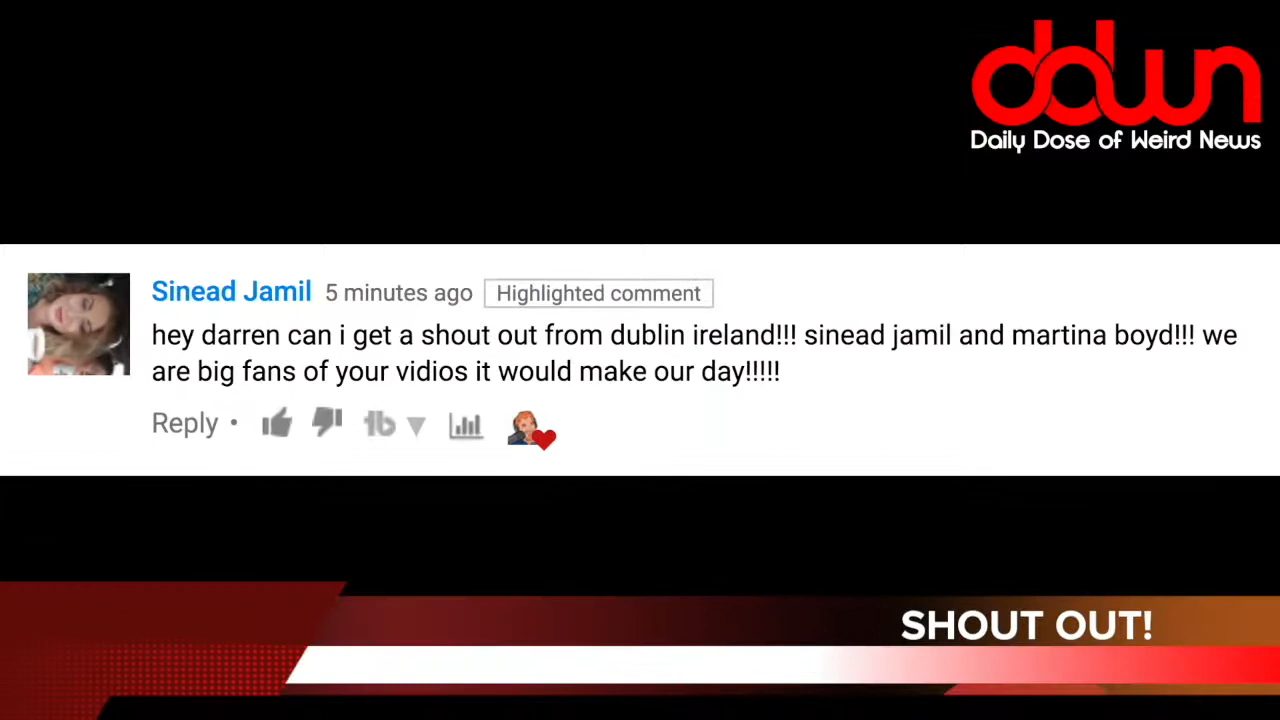 ddwn
Daily Dose of Weird News
Sinead Jamil 5 minutes ago Highlighted comment
hey darren can i get a shout out from dublin ireland!!! sinead jamil and martina boyd!!! we
are big fans of your vidios it would make our day!!!!!
Reply •
SHOUT OUT!